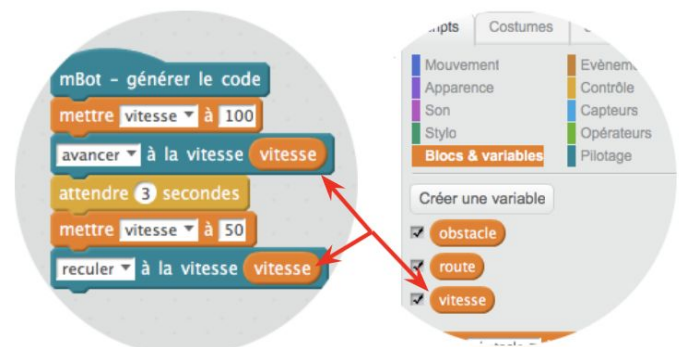 mBot - générer le code
mettre vitesse à 100
avancer à la vitesse vitesse
attendre 3 secondes
mettre vitesse à 50
reculer à la vitesse vitesse
Costumes
Mouvement
Apparence
Son
Stylo
Blocs & variables
Contrôle
Capteurs
Opérateurs
Pilotage
Créer une variable
obstacle
route
vitesse